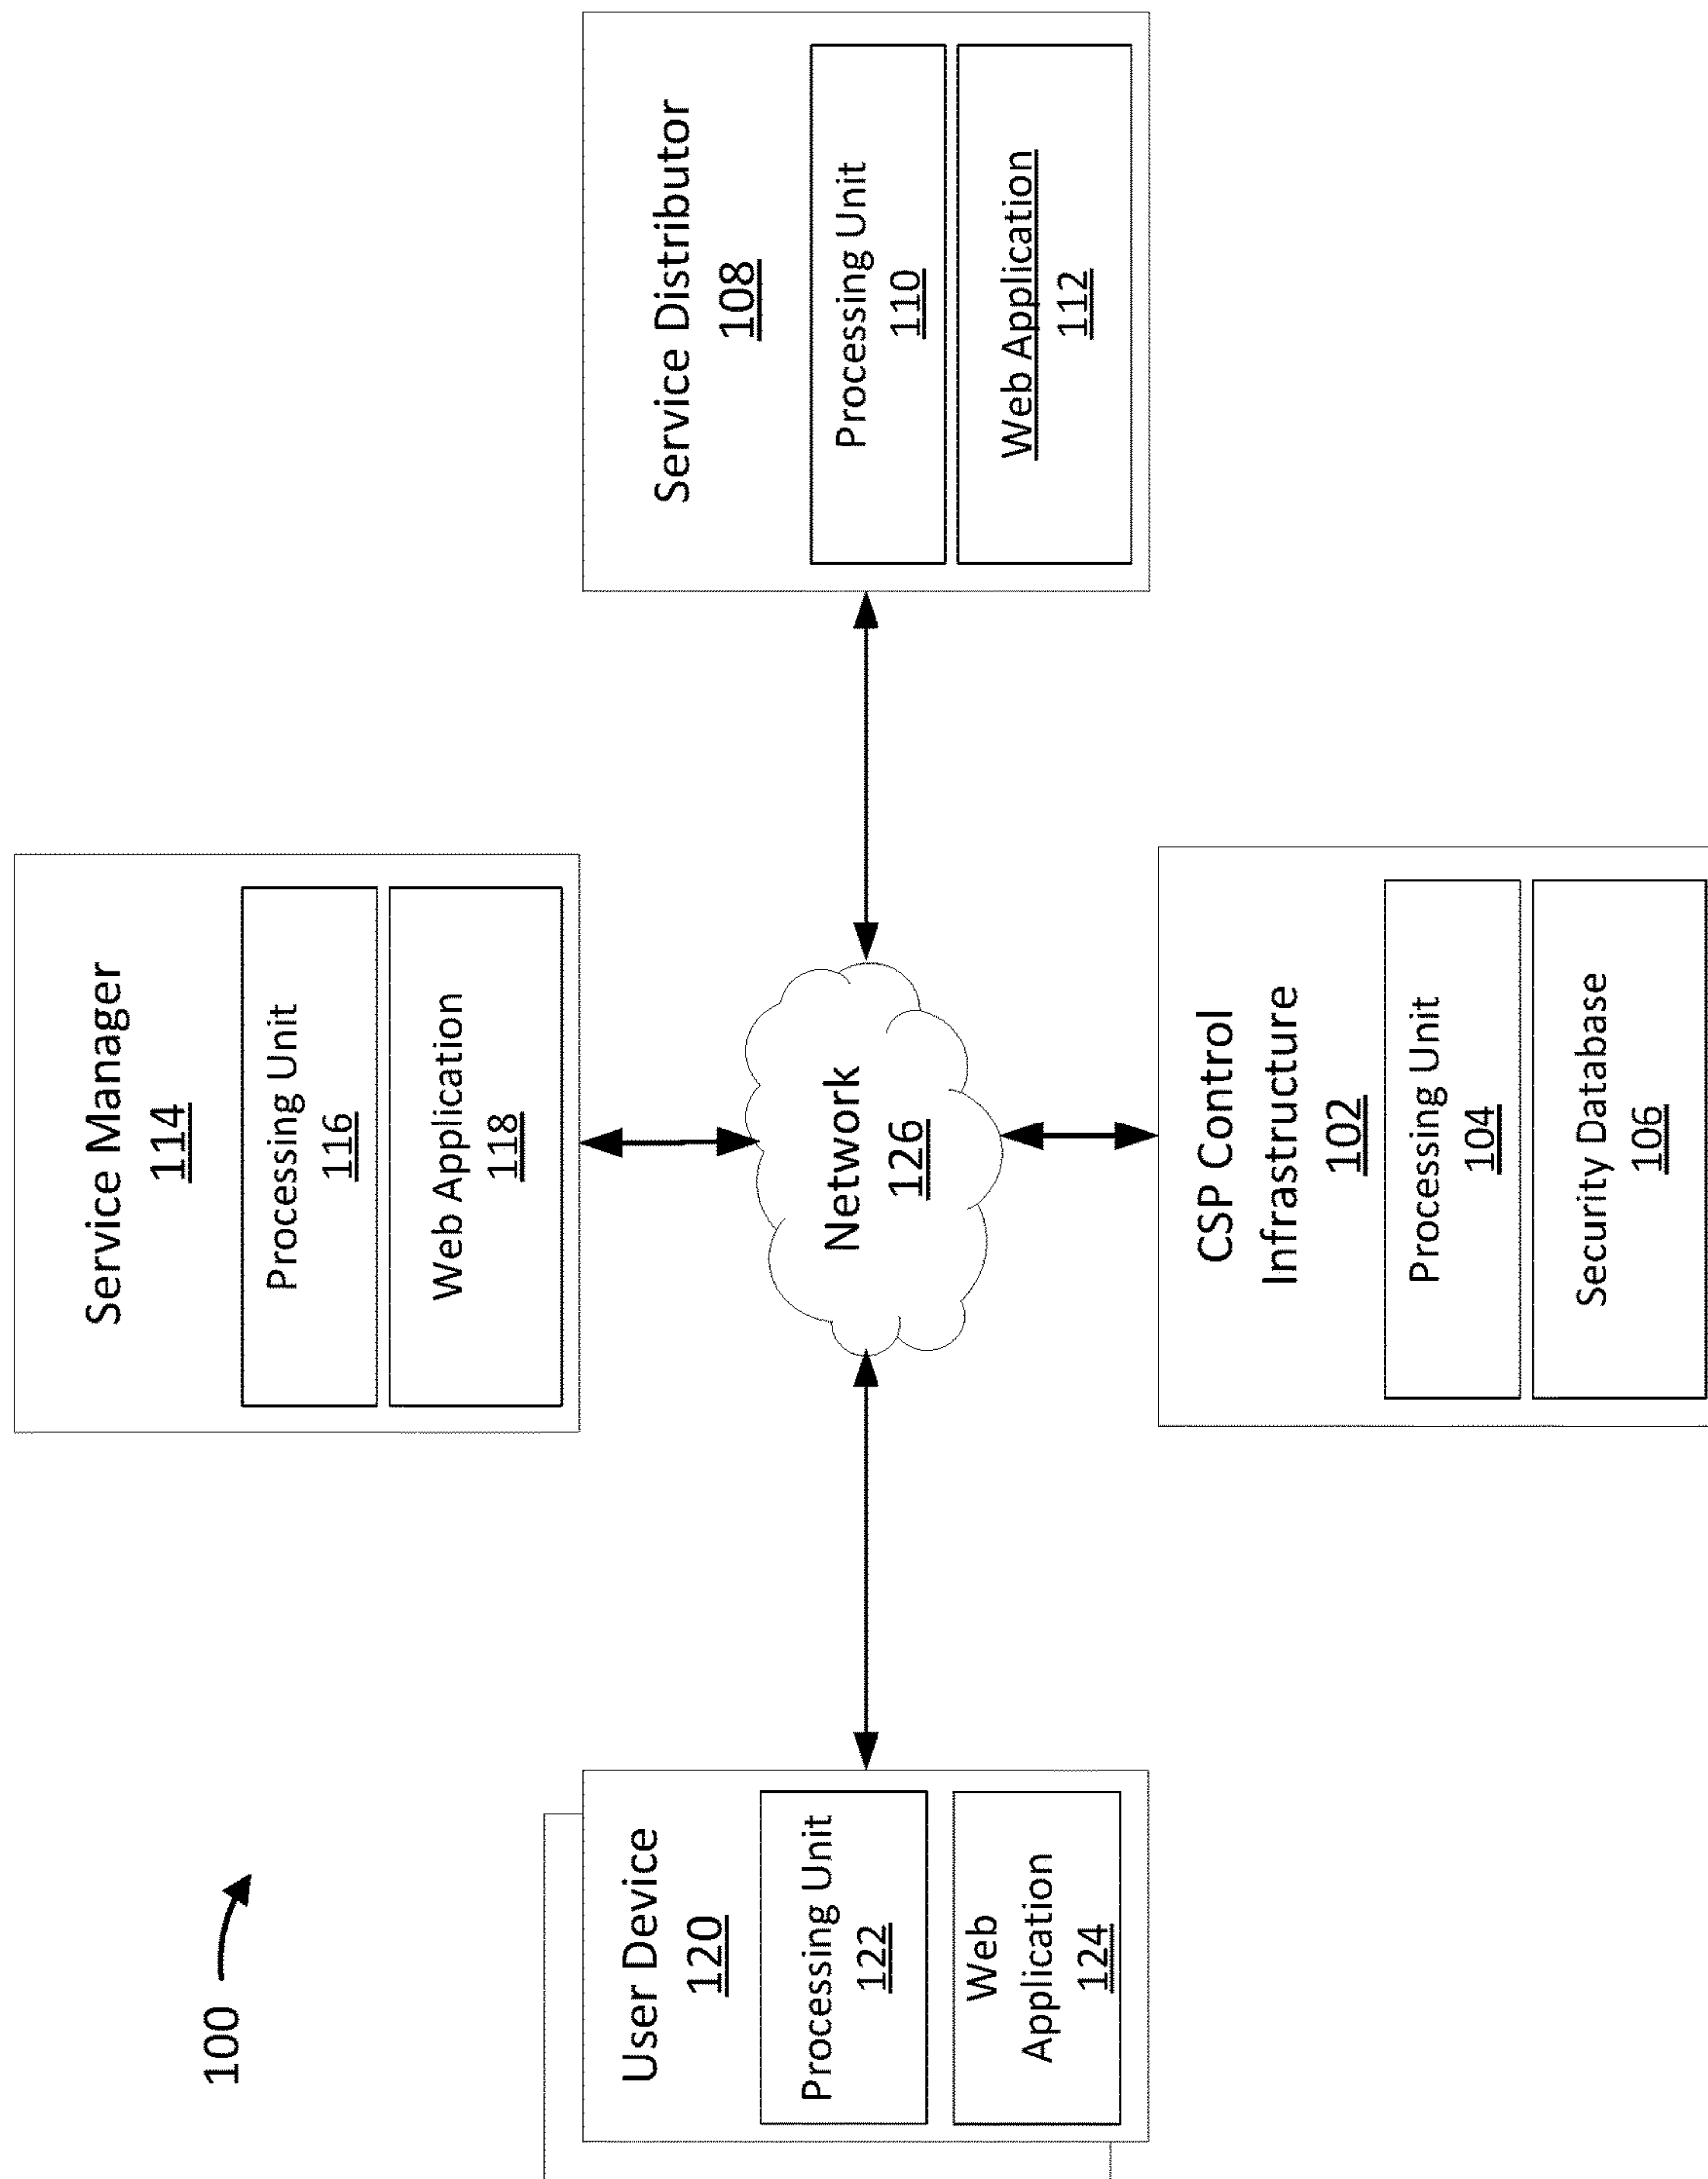 100
Service Manager
114
Processing Unit
116
Web Application
118
User Device
120
Processing Unit
122
Web
Application
124
Network
126
Service Distributor
108
Processing Unit
110
Web Application
112
CSP Control
Infrastructure
102
Processing Unit
104
Security Database
106